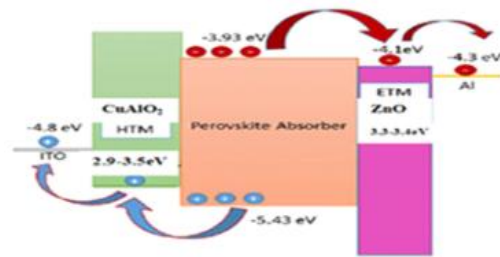 -3.93 eV
-4.1eV
-4.3 eV
Al
CuAlO₂
HTM
-4.8 eV
ITO
2.9-3.5eV
Perovskite Absorber
ETM
ZnO
3.3-3.4eV
-5.43 eV